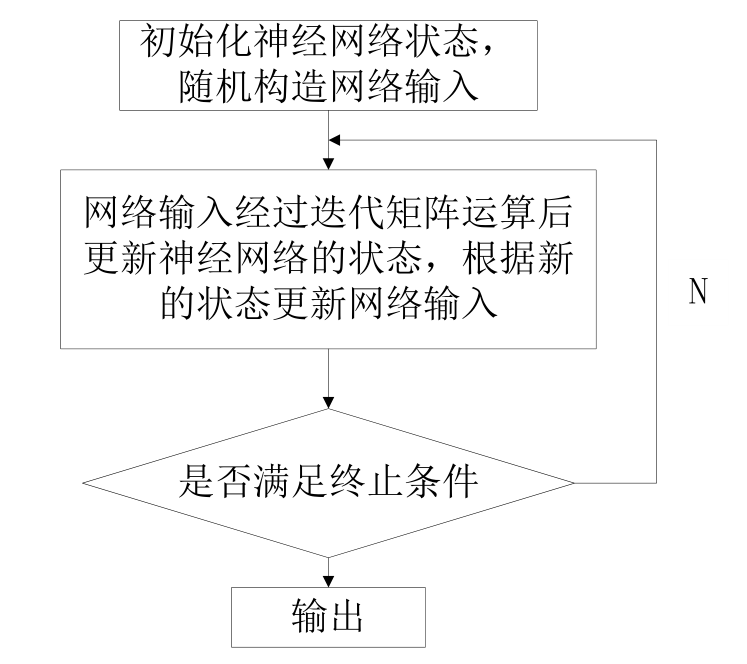 初始化神经网络状态，
随机构造网络输入
网络输入经过迭代矩阵运算后
更新神经网络的状态，根据新
的状态更新网络输入
N
是否满足终止条件
输出